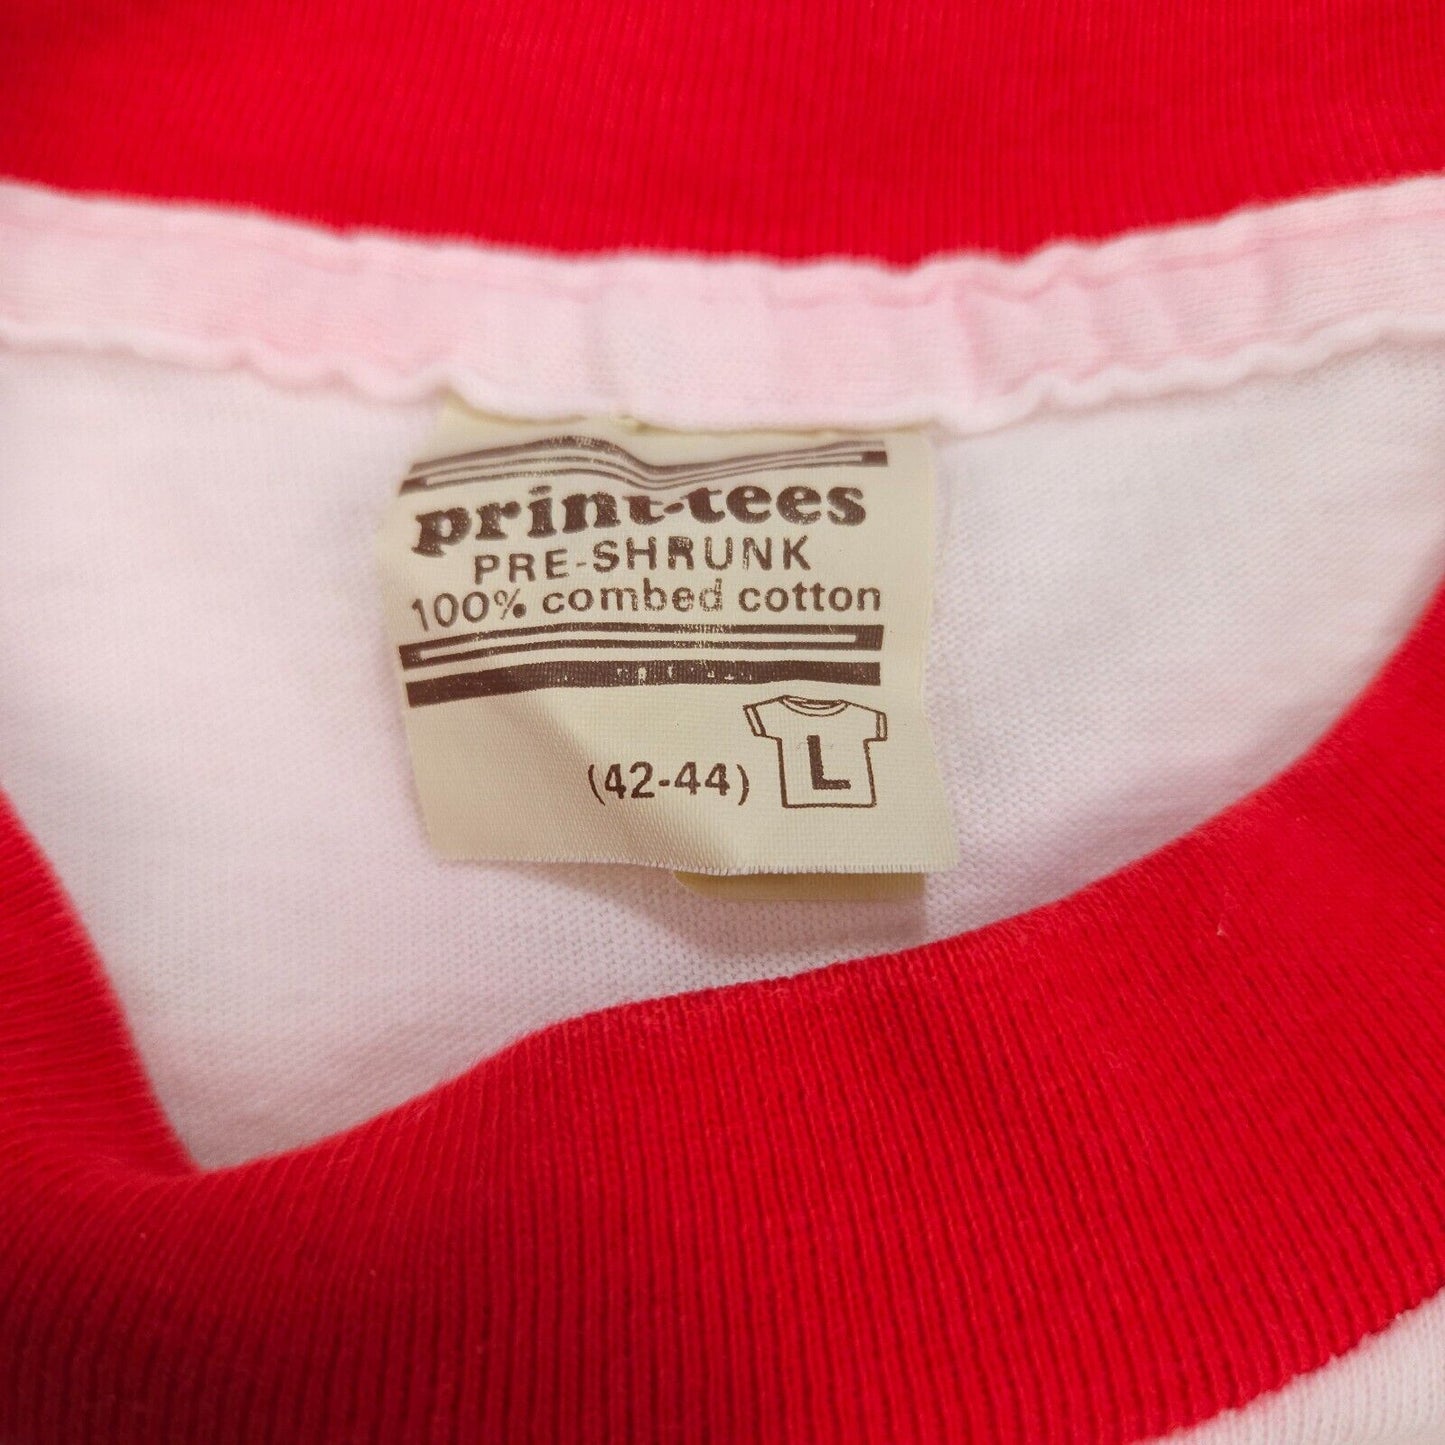 print-tees
PRE-SHRUNK
100% combed cotton
(42-44) L